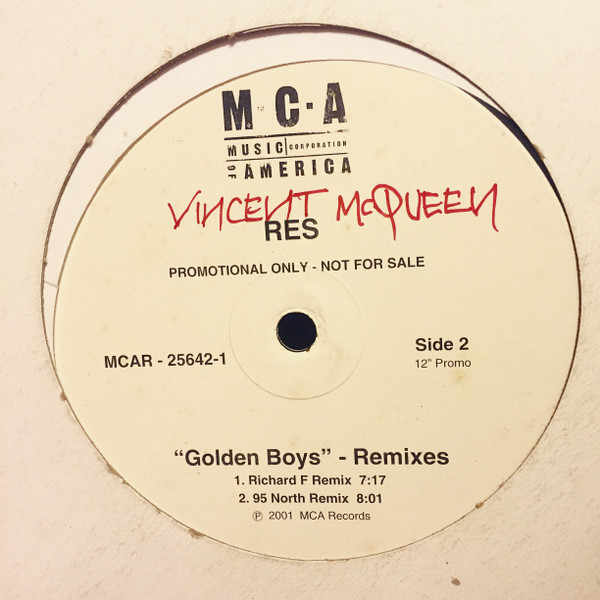 M·C·A
MUSIC CORPORATION
OF AMERICA
VINCENT McQUEEN
RES
PROMOTIONAL ONLY - NOT FOR SALE
MCAR - 25642-1
Side 2
12" Promo
“Golden Boys” - Remixes
1. Richard F Remix 7:17
2. 95 North Remix 8:01
℗ 2001 MCA Records